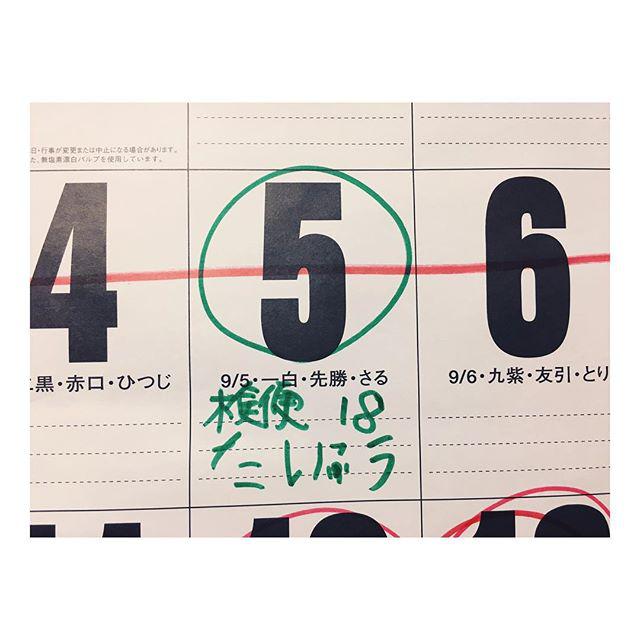 日・行事が変更または中止になる場合があります。
た、無塩素漂白パルプを使用しています。
4 5 6
二黒・赤口・ひつじ 9/5・一白・先勝・さる 9/6・九紫・友引・とり
検便 18
たしゅう